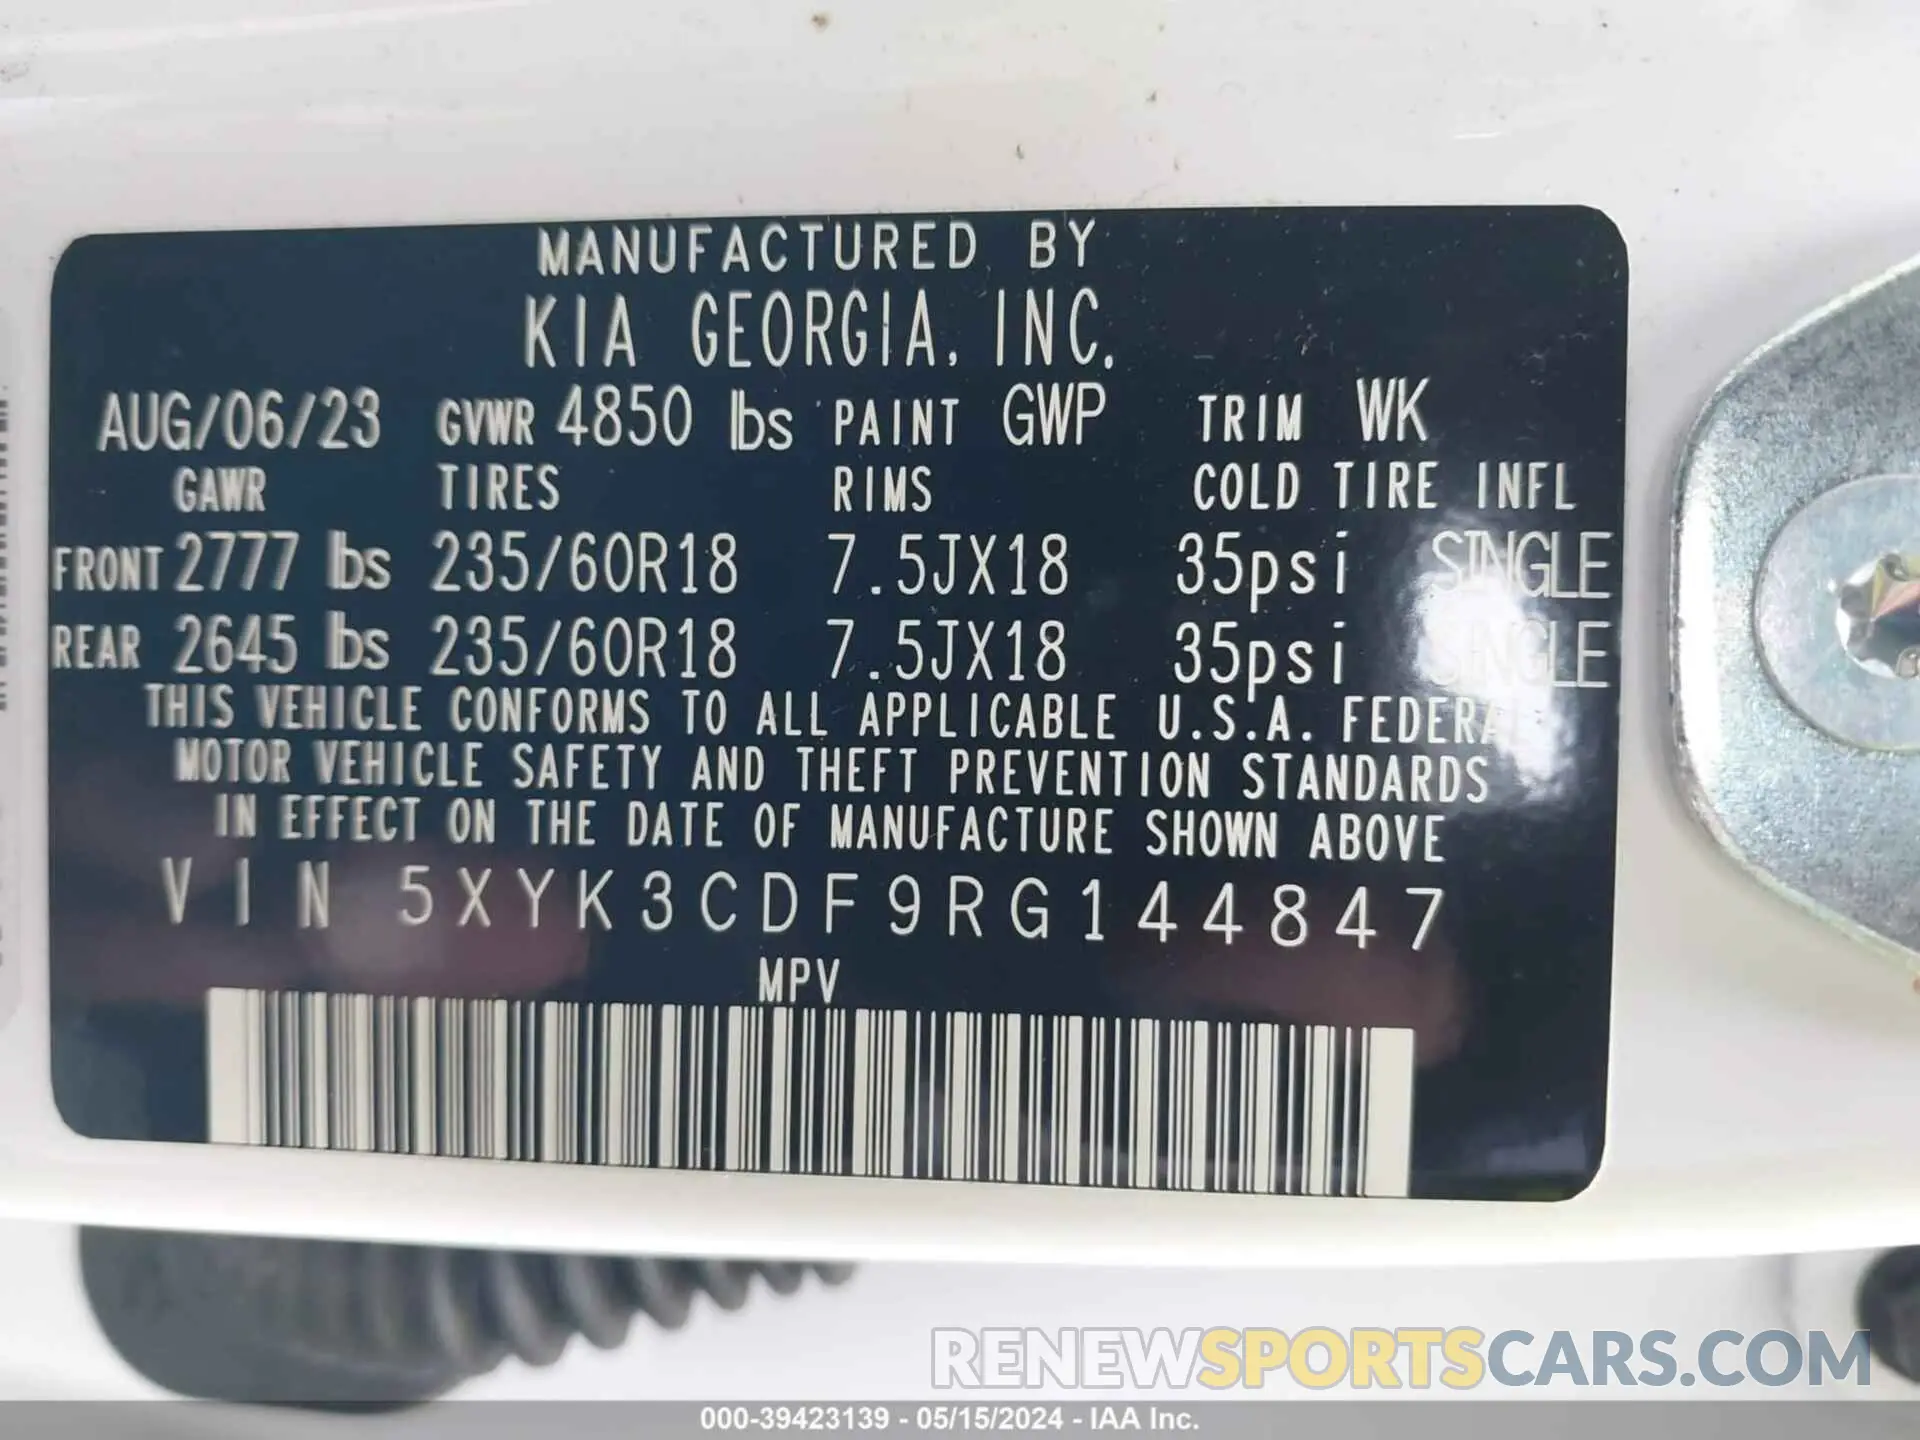 MANUFACTURED BY
KIA GEORGIA, INC.
AUG/06/23 GVWR 4850 lbs PAINT GWP TRIM WK
GAWR TIRES RIMS COLD TIRE INFL
FRONT 2777 lbs 235/60R18 7.5JX18 35psi SINGLE
REAR 2645 lbs 235/60R18 7.5JX18 35psi SINGLE
THIS VEHICLE CONFORMS TO ALL APPLICABLE U.S.A. FEDERAL
MOTOR VEHICLE SAFETY AND THEFT PREVENTION STANDARDS
IN EFFECT ON THE DATE OF MANUFACTURE SHOWN ABOVE
VIN 5XYK3CDF9RG144847
MPV
RENEWSPORTSCARS.COM
000-39423139 - 05/15/2024 - IAA Inc.